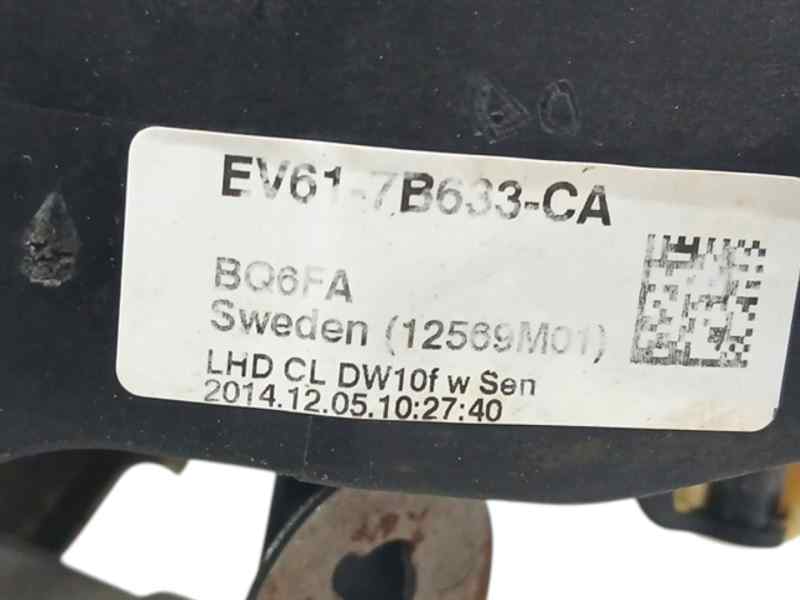 EV61-7B633-CA
BQ6FA
Sweden (12569M01)
LHD CL DW10f w Sen
2014.12.05.10:27:40